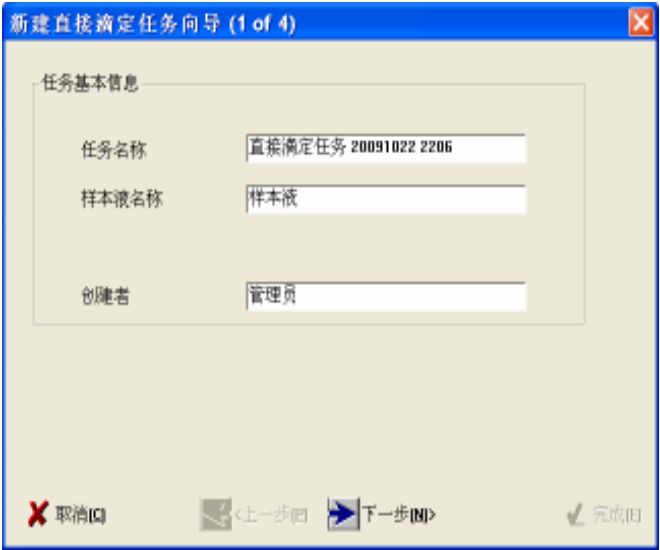 新建直接滴定任务向导 (1 of 4)
任务基本信息
任务名称 直接滴定任务 20091022 2206
样本液名称 样本液
创建者 管理员
取消(C) <上一步(P) 下一步(N)> 完成(F)